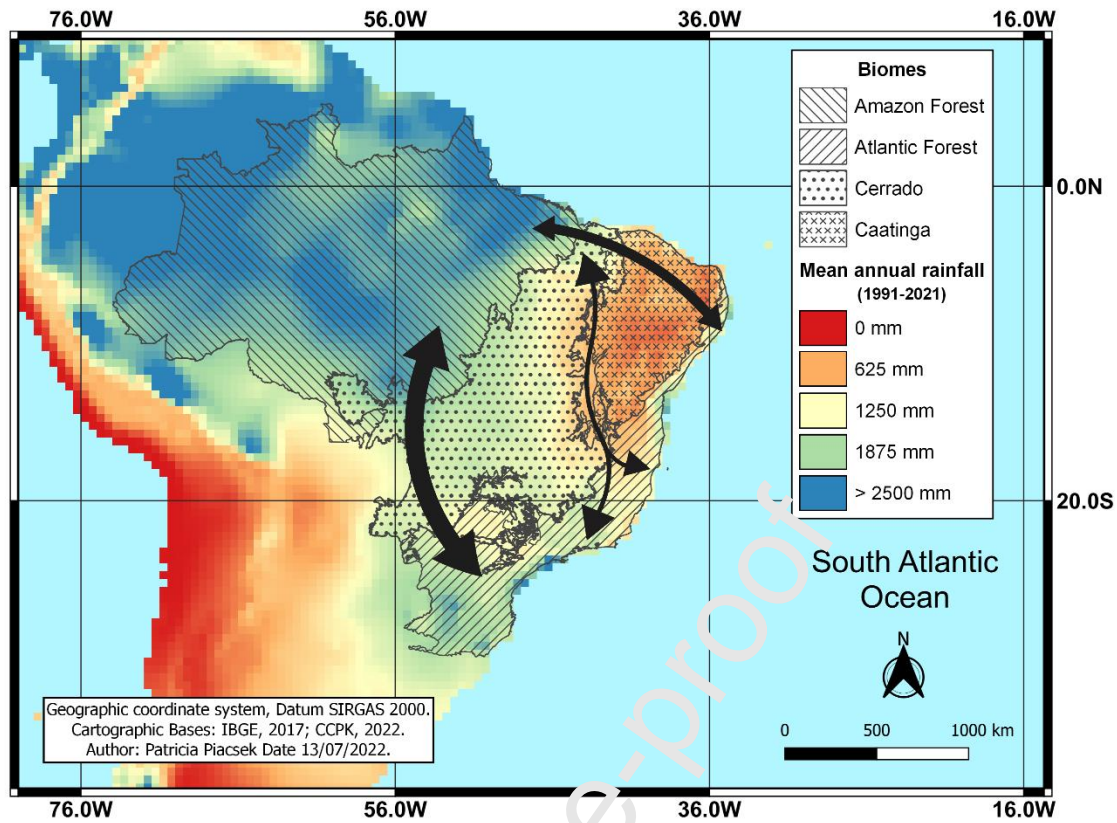 76.0W 56.0W 36.0W 16.0W
Biomes
Amazon Forest
Atlantic Forest
Cerrado
Caatinga
Mean annual rainfall
(1991-2021)
0 mm
625 mm
1250 mm
1875 mm
> 2500 mm
0.0N
20.0S
South Atlantic
Ocean
N
0 500 1000 km
Geographic coordinate system, Datum SIRGAS 2000.
Cartographic Bases: IBGE, 2017; CCPK, 2022.
Author: Patricia Piacsek Date 13/07/2022.
e-proof
76.0W 56.0W 36.0W 16.0W